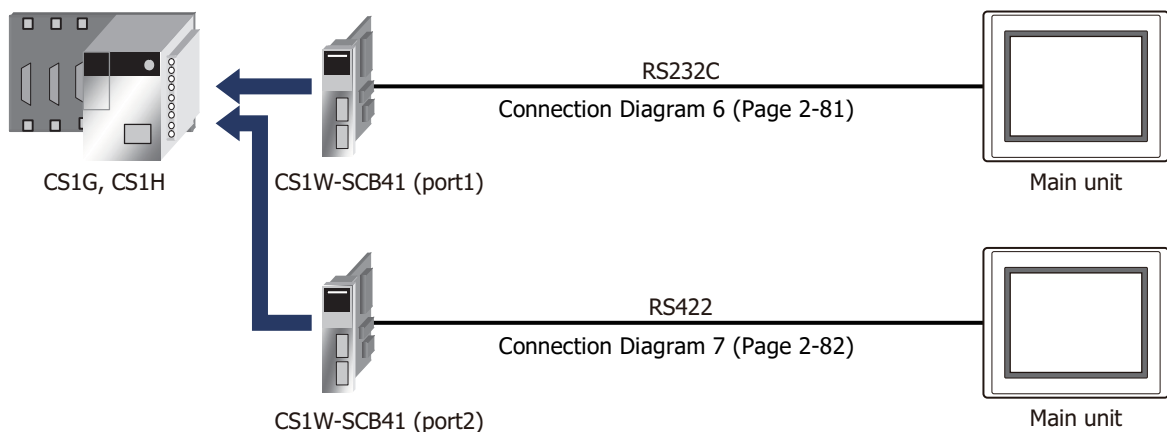 RS232C
Connection Diagram 6 (Page 2-81)
CS1G, CS1H
CS1W-SCB41 (port1)
Main unit
RS422
Connection Diagram 7 (Page 2-82)
CS1W-SCB41 (port2)
Main unit